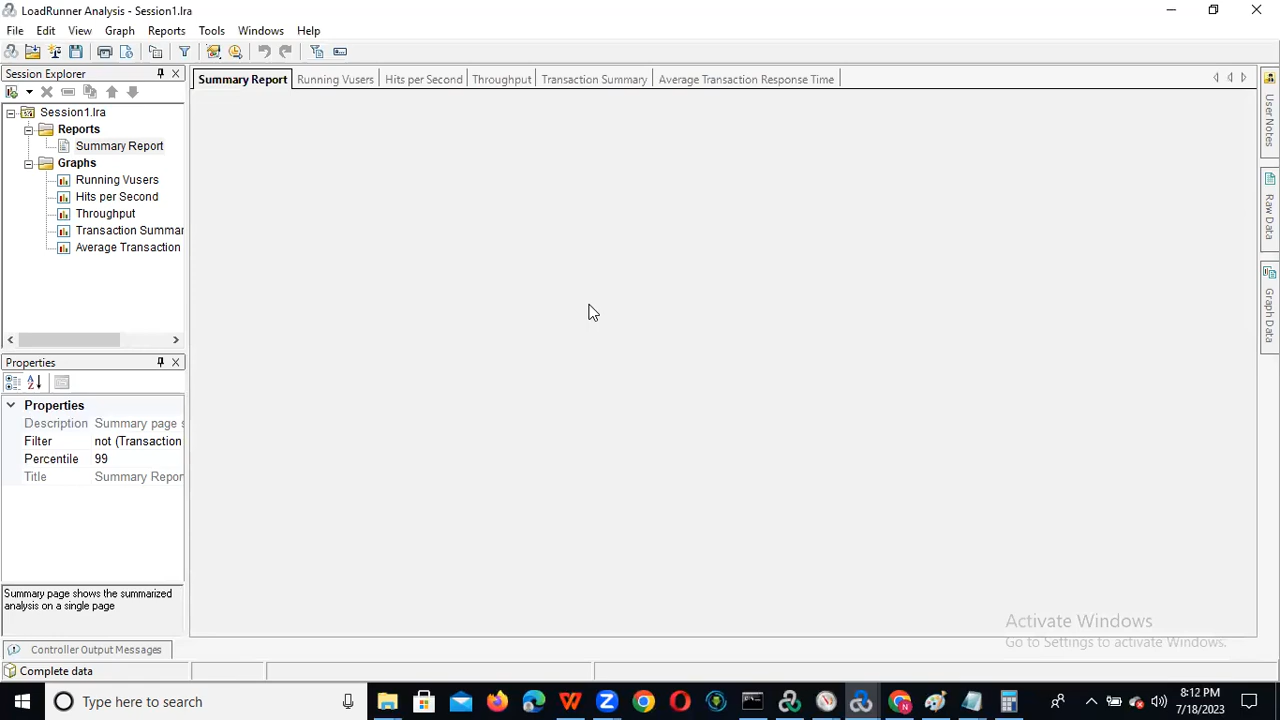 LoadRunner Analysis - Session1.lra
File Edit View Graph Reports Tools Windows Help
Session Explorer
Summary Report Running Vusers Hits per Second Throughput Transaction Summary Average Transaction Response Time
Session1.lra
Reports
Summary Report
Graphs
Running Vusers
Hits per Second
Throughput
Transaction Summar
Average Transaction
Properties
Properties
Description Summary page s
Filter not (Transaction
Percentile 99
Title Summary Repor
Summary page shows the summarized
analysis on a single page
User Notes
Raw Data
Graph Data
Activate Windows
Go to Settings to activate Windows.
Controller Output Messages
Complete data
Type here to search
8:12 PM
7/18/2023